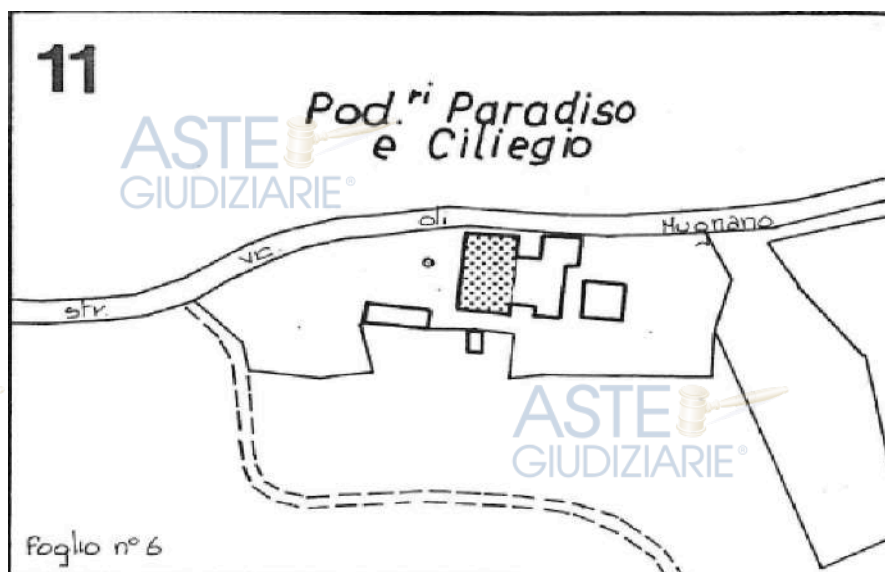 11
Pod.ri Paradiso
e Ciliegio
ASTE
GIUDIZIARIE®
str. vic. di Mugnano
ASTE
GIUDIZIARIE®
Foglio n° 6